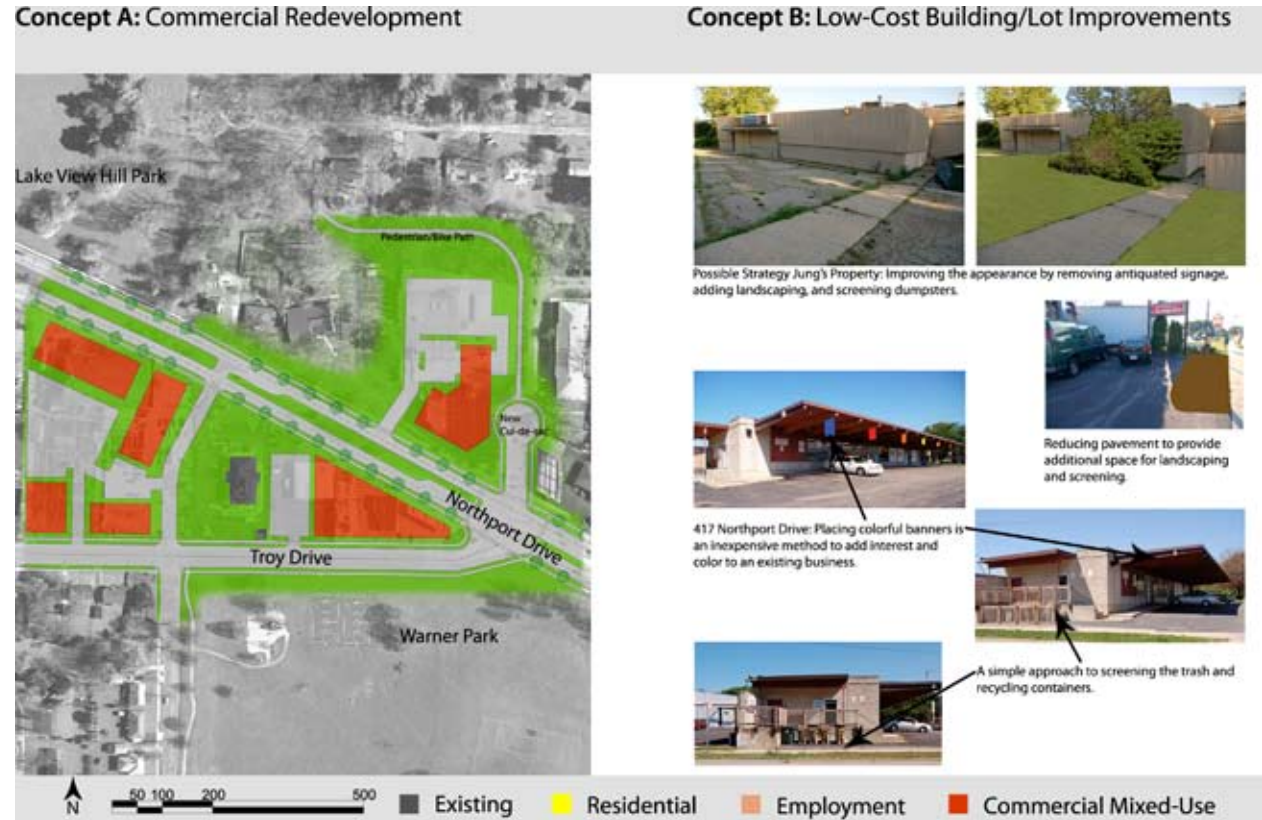 Concept A: Commercial Redevelopment
Concept B: Low-Cost Building/Lot Improvements
Lake View Hill Park
Pedestrian/Bike Path
New
Cul-de-sac
Northport Drive
Troy Drive
Warner Park
Possible Strategy Jung's Property: Improving the appearance by removing antiquated signage,
adding landscaping, and screening dumpsters.
Reducing pavement to provide
additional space for landscaping
and screening.
417 Northport Drive: Placing colorful banners is
an inexpensive method to add interest and
color to an existing business.
A simple approach to screening the trash and
recycling containers.
N
50 100 200 500
Existing
Residential
Employment
Commercial Mixed-Use